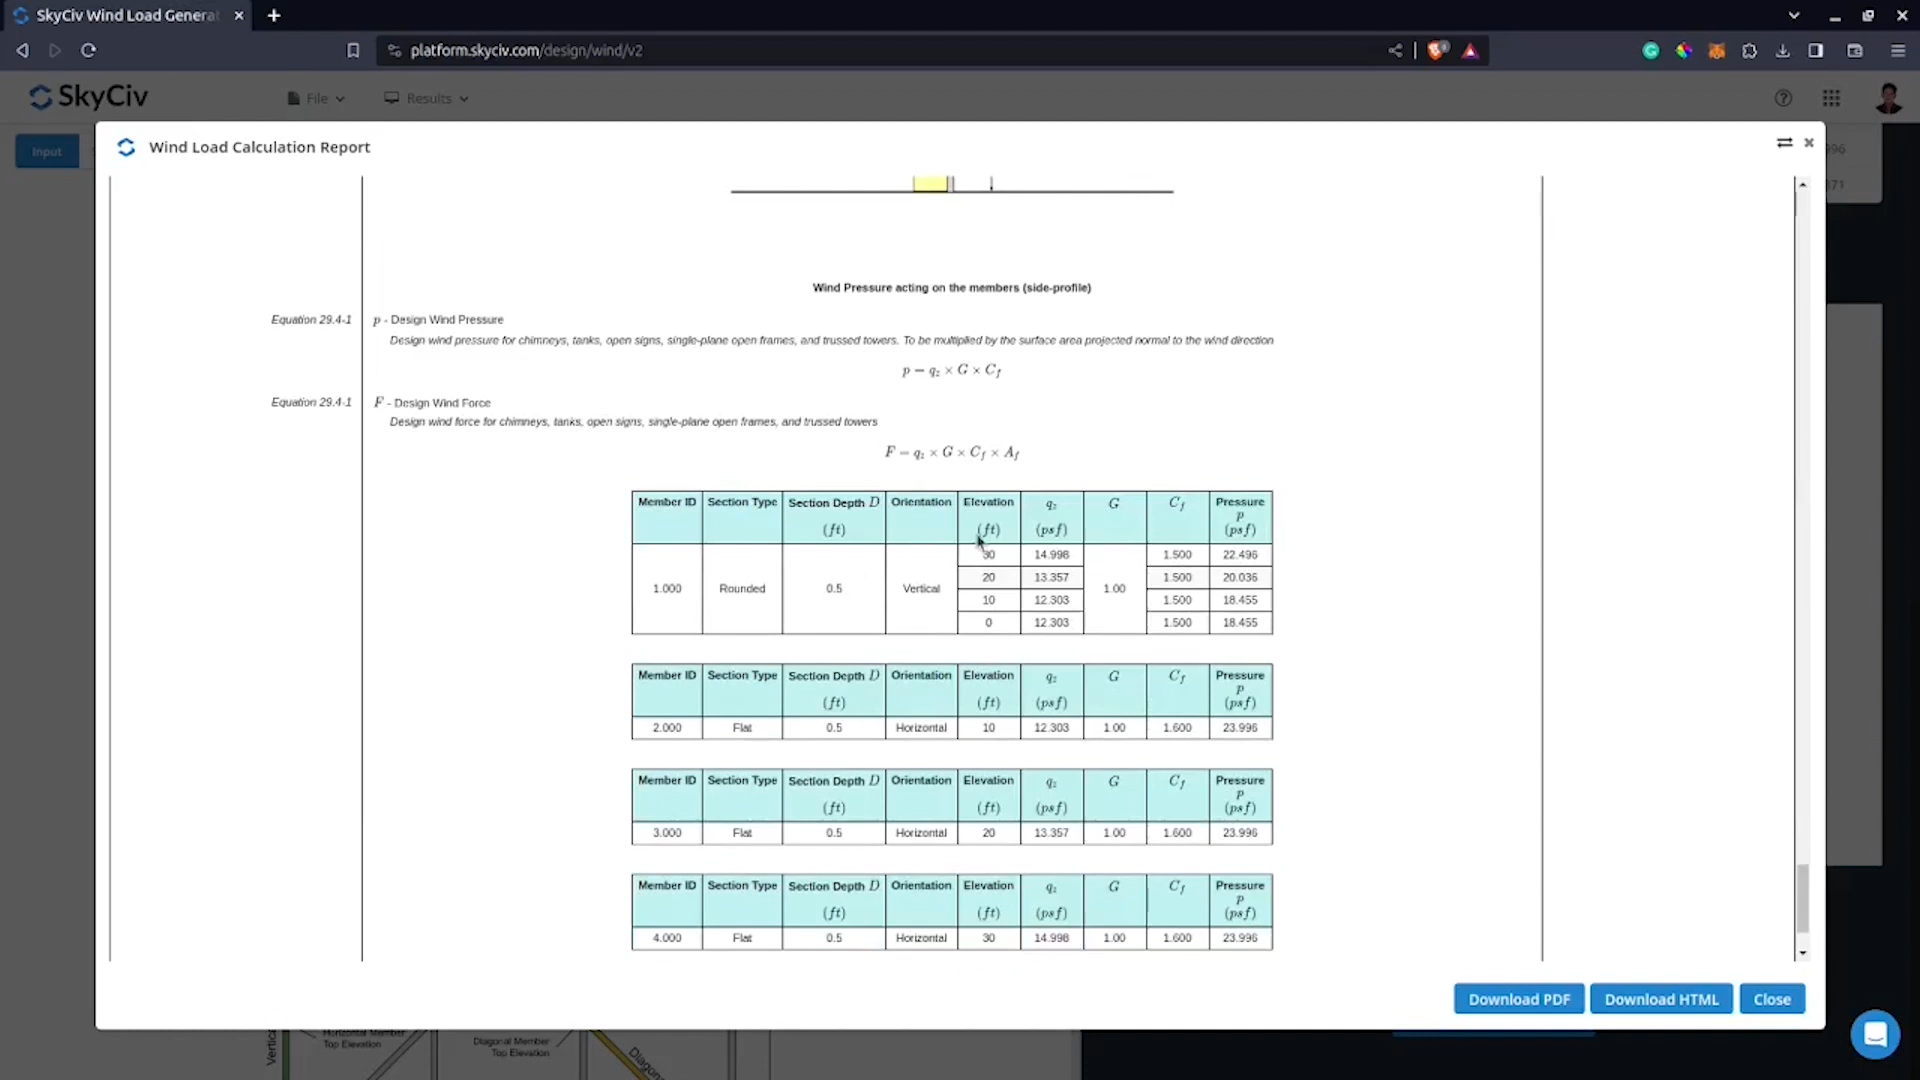 SkyCiv Wind Load Genera
platform.skyciv.com/design/wind/v2
SkyCiv
File
Results
Input
996
371
Wind Load Calculation Report
Wind Pressure acting on the members (side-profile)
Equation 29.4-1 p - Design Wind Pressure
Design wind pressure for chimneys, tanks, open signs, single-plane open frames, and trussed towers. To be multiplied by the surface area projected normal to the wind direction
p = q_z × G × C_f
Equation 29.4-1 F - Design Wind Force
Design wind force for chimneys, tanks, open signs, single-plane open frames, and trussed towers
F = q_z × G × C_f × A_f
Member ID Section Type Section Depth D Orientation Elevation q_z G C_f Pressure p
(ft) (ft) (psf) (psf)
30 14.998 1.500 22.496
20 13.357 1.500 20.036
1.000 Rounded 0.5 Vertical 1.00
10 12.303 1.500 18.455
0 12.303 1.500 18.455
Member ID Section Type Section Depth D Orientation Elevation q_z G C_f Pressure p
(ft) (ft) (psf) (psf)
2.000 Flat 0.5 Horizontal 10 12.303 1.00 1.600 23.996
Member ID Section Type Section Depth D Orientation Elevation q_z G C_f Pressure p
(ft) (ft) (psf) (psf)
3.000 Flat 0.5 Horizontal 20 13.357 1.00 1.600 23.996
Member ID Section Type Section Depth D Orientation Elevation q_z G C_f Pressure p
(ft) (ft) (psf) (psf)
4.000 Flat 0.5 Horizontal 30 14.998 1.00 1.600 23.996
Download PDF
Download HTML
Close
Vertic
Horizontal Member
Top Elevation
Diagonal Member
Top Elevation
Diagon